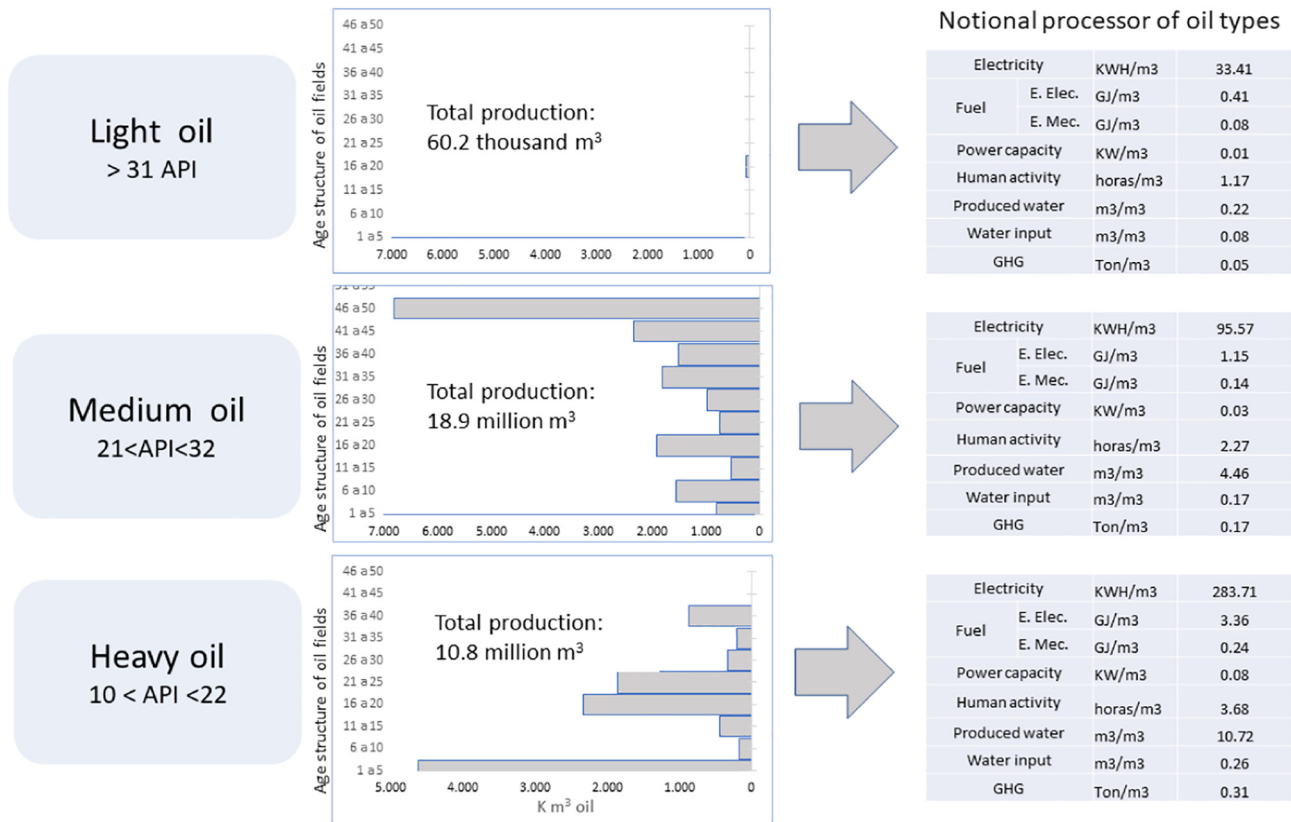 Notional processor of oil types
Light oil
> 31 API
Age structure of oil fields
46 a 50
41 a 45
36 a 40
31 a 35
26 a 30
21 a 25
16 a 20
11 a 15
6 a 10
1 a 5
Total production:
60.2 thousand m³
7.000 6.000 5.000 4.000 3.000 2.000 1.000 0
Electricity KWH/m3 33.41
Fuel E. Elec. GJ/m3 0.41
E. Mec. GJ/m3 0.08
Power capacity KW/m3 0.01
Human activity horas/m3 1.17
Produced water m3/m3 0.22
Water input m3/m3 0.08
GHG Ton/m3 0.05
Medium oil
21<API<32
Age structure of oil fields
31 a 35
46 a 50
41 a 45
36 a 40
31 a 35
26 a 30
21 a 25
16 a 20
11 a 15
6 a 10
1 a 5
Total production:
18.9 million m³
7.000 6.000 5.000 4.000 3.000 2.000 1.000 0
Electricity KWH/m3 95.57
Fuel E. Elec. GJ/m3 1.15
E. Mec. GJ/m3 0.14
Power capacity KW/m3 0.03
Human activity horas/m3 2.27
Produced water m3/m3 4.46
Water input m3/m3 0.17
GHG Ton/m3 0.17
Heavy oil
10 < API <22
Age structure of oil fields
46 a 50
41 a 45
36 a 40
31 a 35
26 a 30
21 a 25
16 a 20
11 a 15
6 a 10
1 a 5
Total production:
10.8 million m³
5.000 4.000 3.000 2.000 1.000 0
K m³ oil
Electricity KWH/m3 283.71
Fuel E. Elec. GJ/m3 3.36
E. Mec. GJ/m3 0.24
Power capacity KW/m3 0.08
Human activity horas/m3 3.68
Produced water m3/m3 10.72
Water input m3/m3 0.26
GHG Ton/m3 0.31